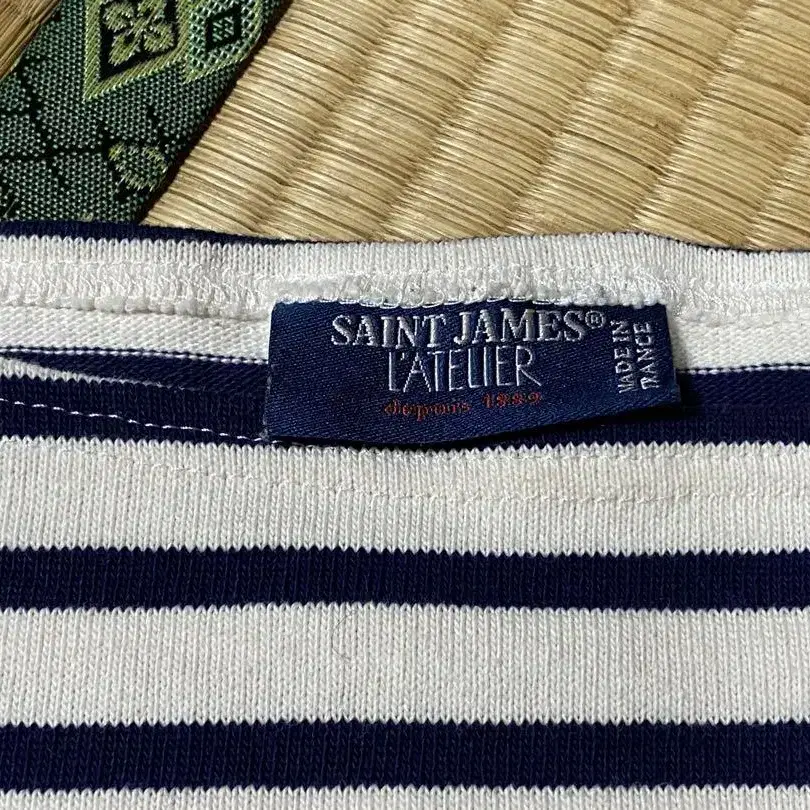 SAINT JAMES®
L'ATELIER
depuis 1889
MADE IN
FRANCE